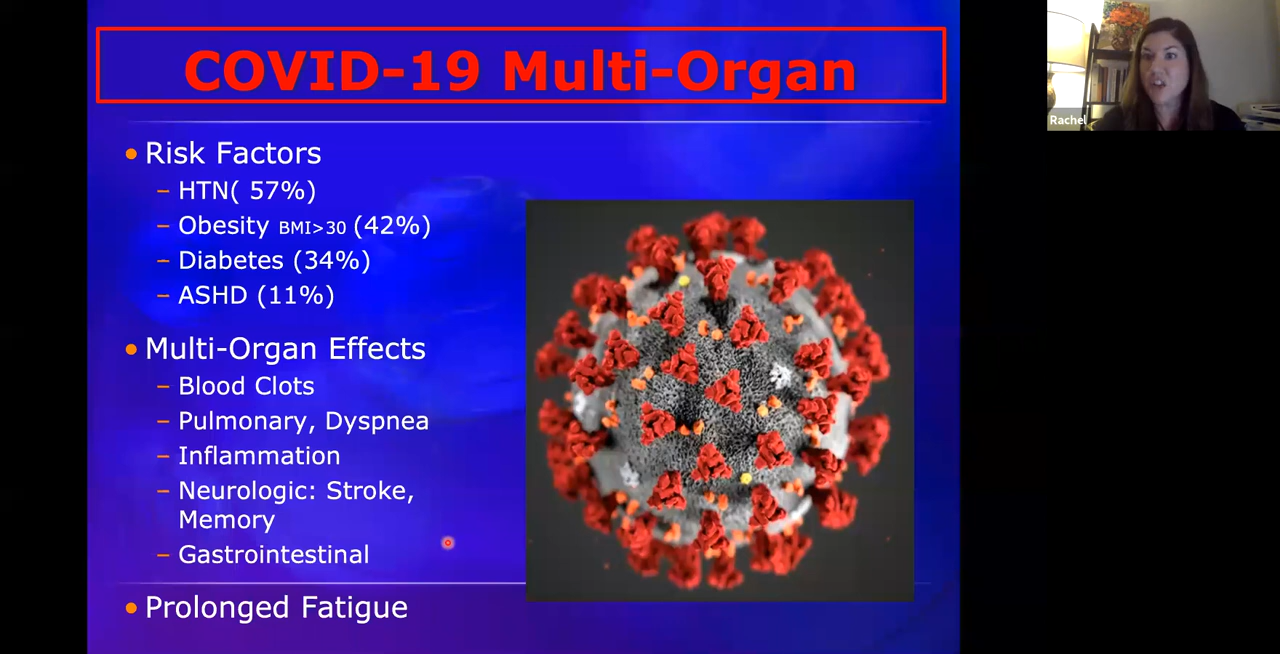 COVID-19 Multi-Organ
Rachel
• Risk Factors
– HTN( 57%)
– Obesity BMI>30 (42%)
– Diabetes (34%)
– ASHD (11%)
• Multi-Organ Effects
– Blood Clots
– Pulmonary, Dyspnea
– Inflammation
– Neurologic: Stroke,
Memory
– Gastrointestinal
• Prolonged Fatigue